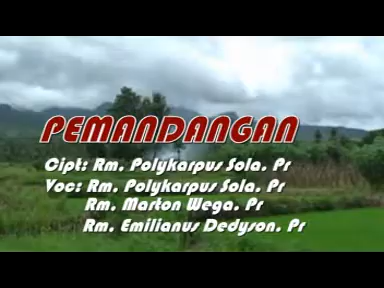 PEMANDANGAN
Cipt: Rm. Polykarpus Sola. Pr
Voc: Rm. Polykarpus Sola. Pr
Rm. Marton Wega. Pr
Rm. Emilianus Dedyson. Pr